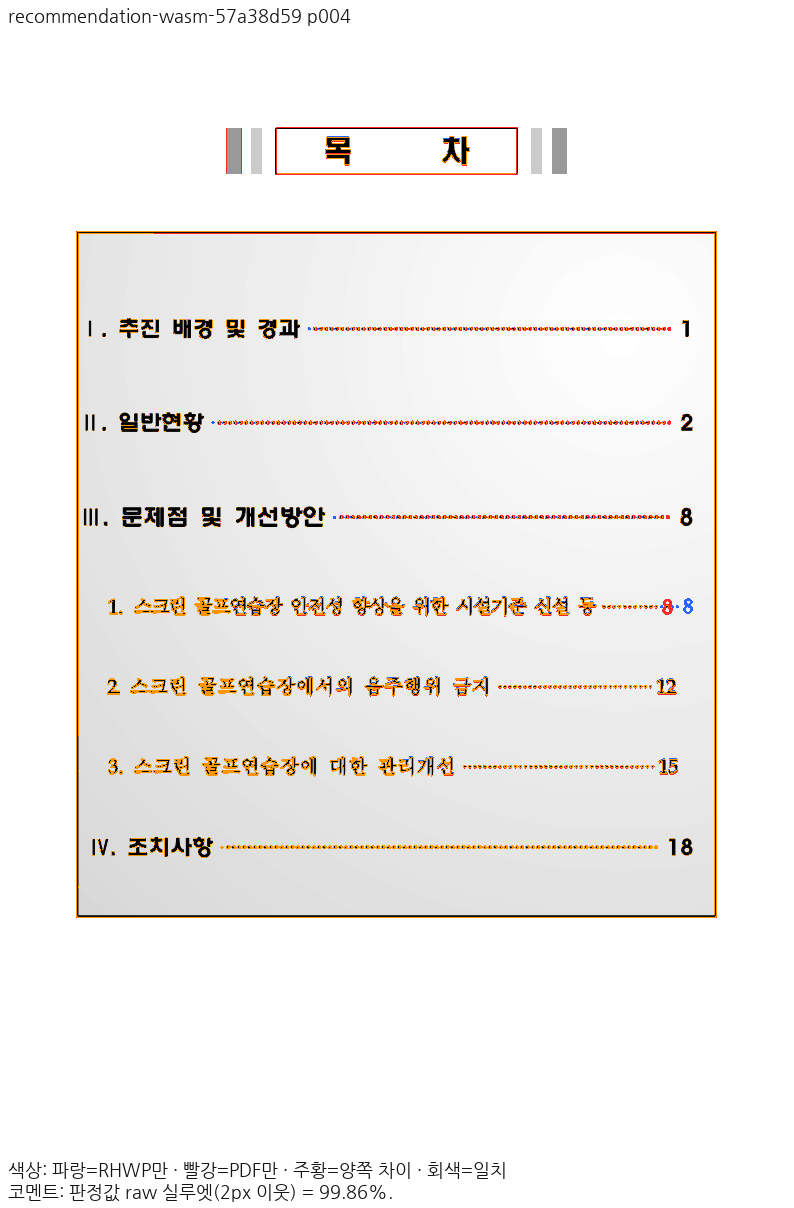 recommendation-wasm-57a38d59 p004
목 차
Ⅰ. 추진 배경 및 경과 ························ 1
Ⅱ. 일반현황 ························ 2
Ⅲ. 문제점 및 개선방안 ························ 8
1. 스크린 골프연습장 안전성 향상을 위한 시설기준 신설 등 ··········8·8
2. 스크린 골프연습장에서의 음주행위 금지 ························ 12
3. 스크린 골프연습장에 대한 관리개선 ························ 15
Ⅳ. 조치사항 ························ 18
색상: 파랑=RHWP만 · 빨강=PDF만 · 주황=양쪽 차이 · 회색=일치
코멘트: 판정값 raw 실루엣(2px 이웃) = 99.86%.